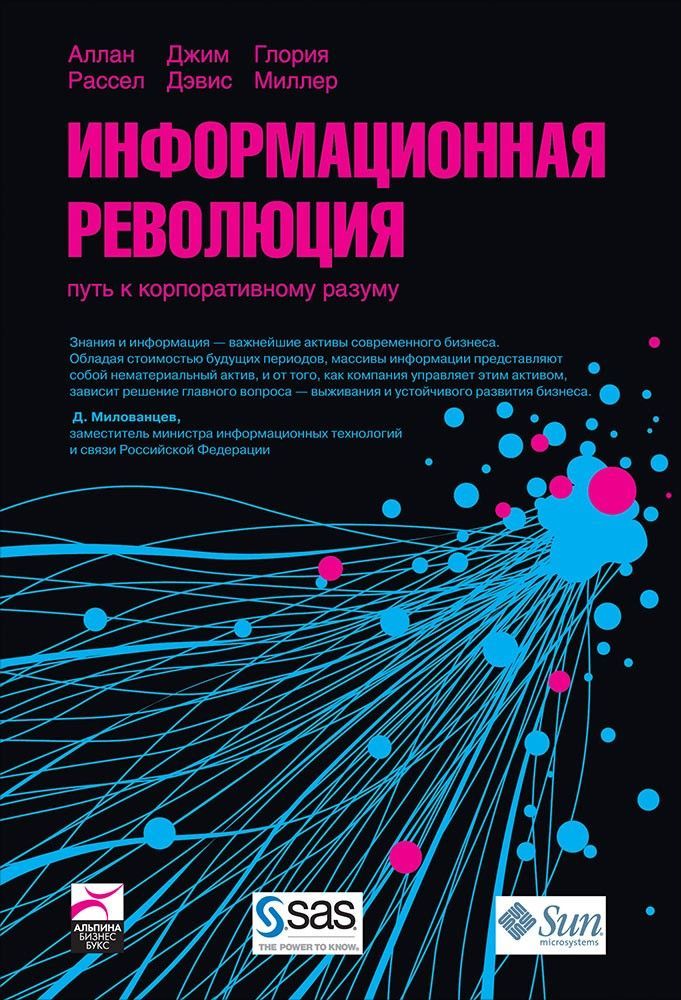 Аллан Джим Глория
Рассел Дэвис Миллер
ИНФОРМАЦИОННАЯ
РЕВОЛЮЦИЯ
путь к корпоративному разуму
Знания и информация — важнейшие активы современного бизнеса.
Обладая стоимостью будущих периодов, массивы информации представляют
собой нематериальный актив, и от того, как компания управляет этим активом,
зависит решение главного вопроса — выживания и устойчивого развития бизнеса.
Д. Милованцев,
заместитель министра информационных технологий
и связи Российской Федерации
АЛЬПИНА
БИЗНЕС
БУКС
sas
THE POWER TO KNOW.
Sun
microsystems